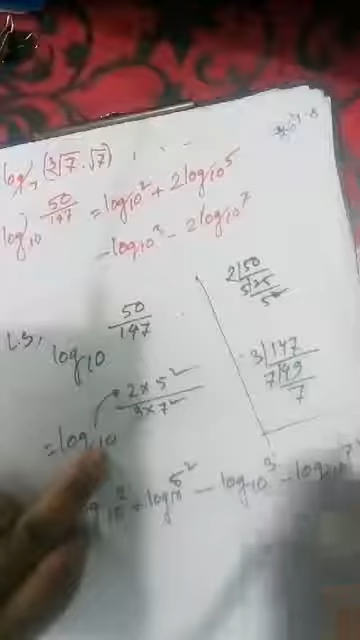 log₇ (∛7 · √7)
log₁₀ 50/147 = log₁₀2 + 2log₁₀5
- log₁₀3 - 2log₁₀7
2|50
5|25
5
L.S,
log₁₀ 50/147
3|147
7|49
7
= log₁₀ 2×5²/3×7²
log₁₀2 + log₁₀5² - log₁₀3 - log₁₀7